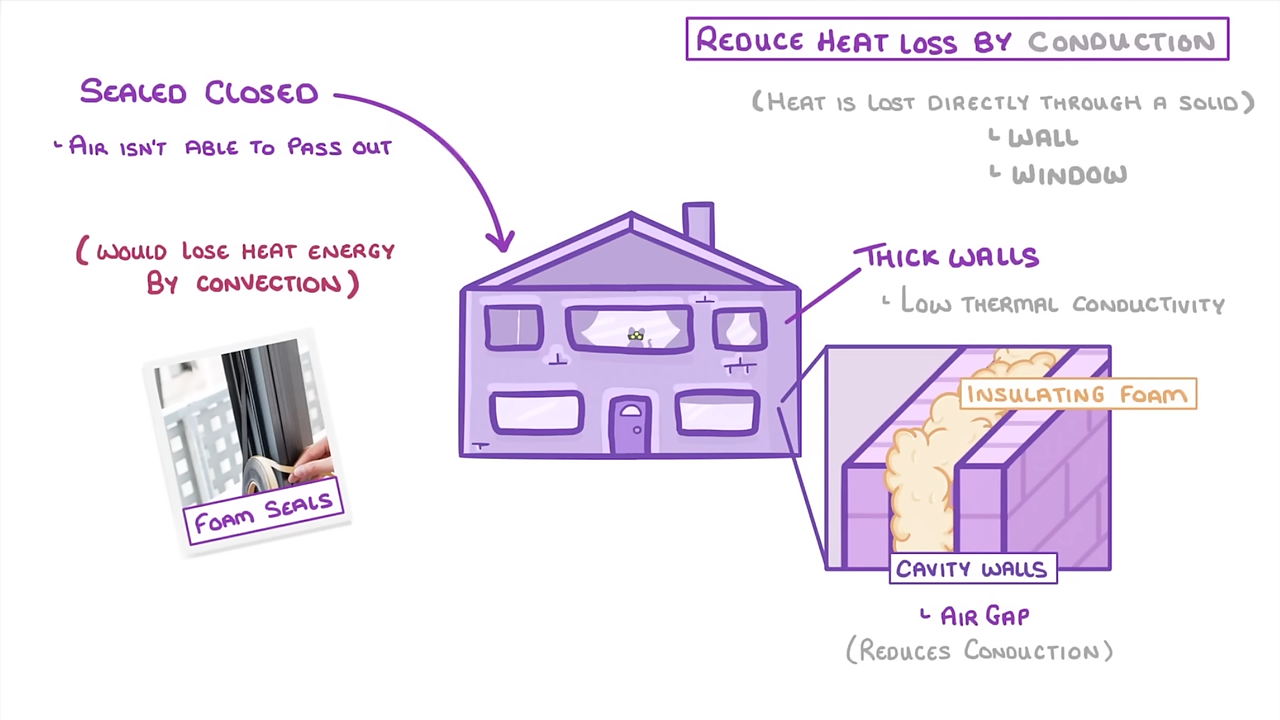 REDUCE HEAT LOSS BY CONDUCTION
(HEAT IS LOST DIRECTLY THROUGH A SOLID)
WALL
WINDOW
SEALED CLOSED
AIR ISN'T ABLE TO PASS OUT
(WOULD LOSE HEAT ENERGY
BY CONVECTION)
FOAM SEALS
THICK WALLS
LOW THERMAL CONDUCTIVITY
INSULATING FOAM
CAVITY WALLS
AIR GAP
(REDUCES CONDUCTION)